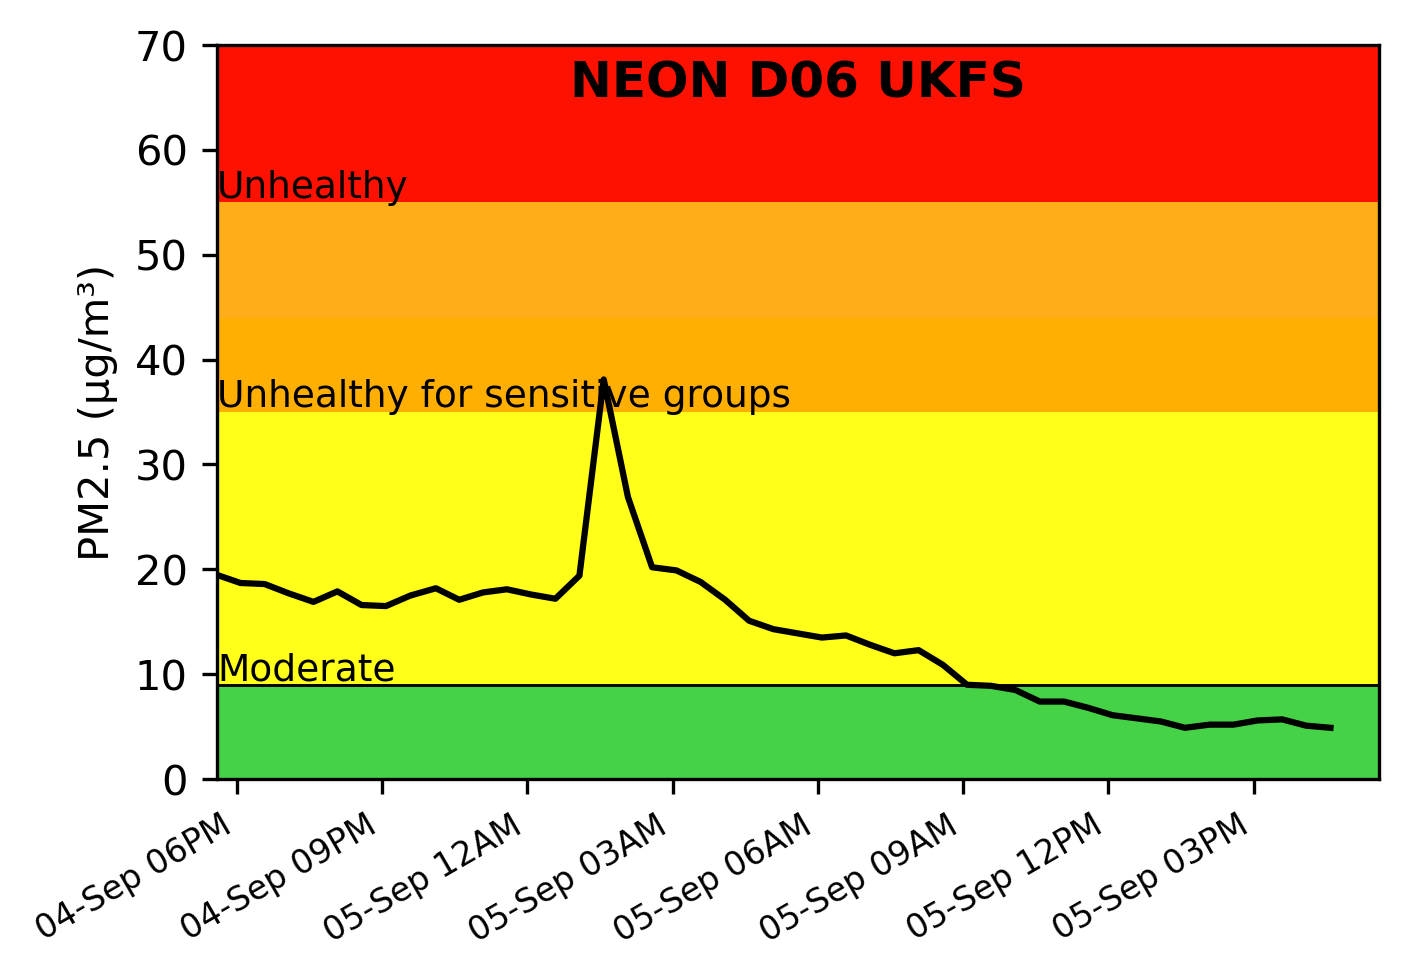 NEON D06 UKFS
PM2.5 (µg/m³)
70
60
50
40
30
20
10
0
Unhealthy
Unhealthy for sensitive groups
Moderate
04-Sep 06PM
04-Sep 09PM
05-Sep 12AM
05-Sep 03AM
05-Sep 06AM
05-Sep 09AM
05-Sep 12PM
05-Sep 03PM